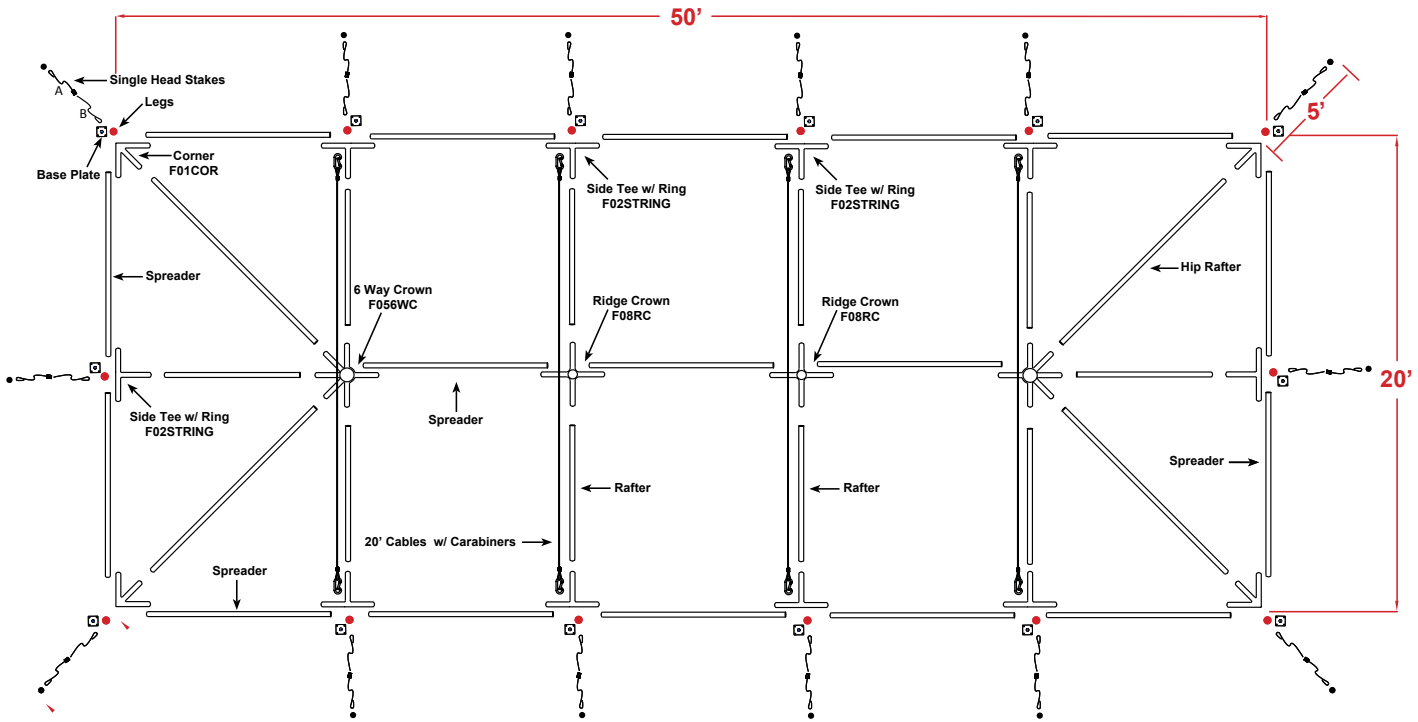 50’
Single Head Stakes
A
B
Legs
5’
Corner
F01COR
Base Plate
Side Tee w/ Ring
F02STRING
Side Tee w/ Ring
F02STRING
Spreader
Hip Rafter
6 Way Crown
F056WC
Ridge Crown
F08RC
Ridge Crown
F08RC
20’
Side Tee w/ Ring
F02STRING
Spreader
Spreader
Rafter
Rafter
20’ Cables w/ Carabiners
Spreader